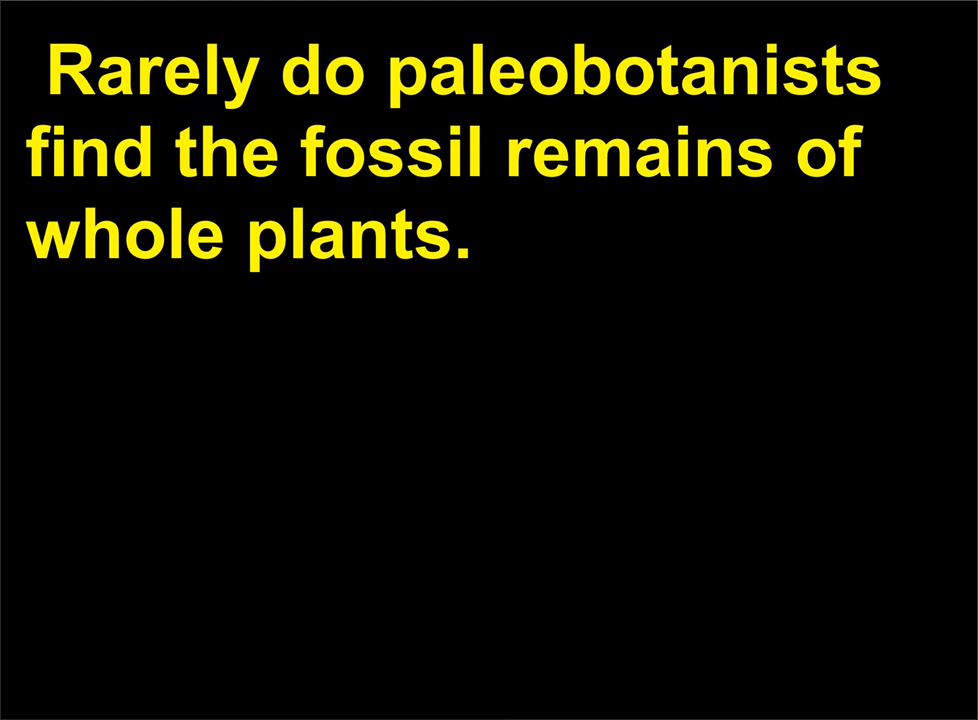 Rarely do paleobotanists
find the fossil remains of
whole plants.